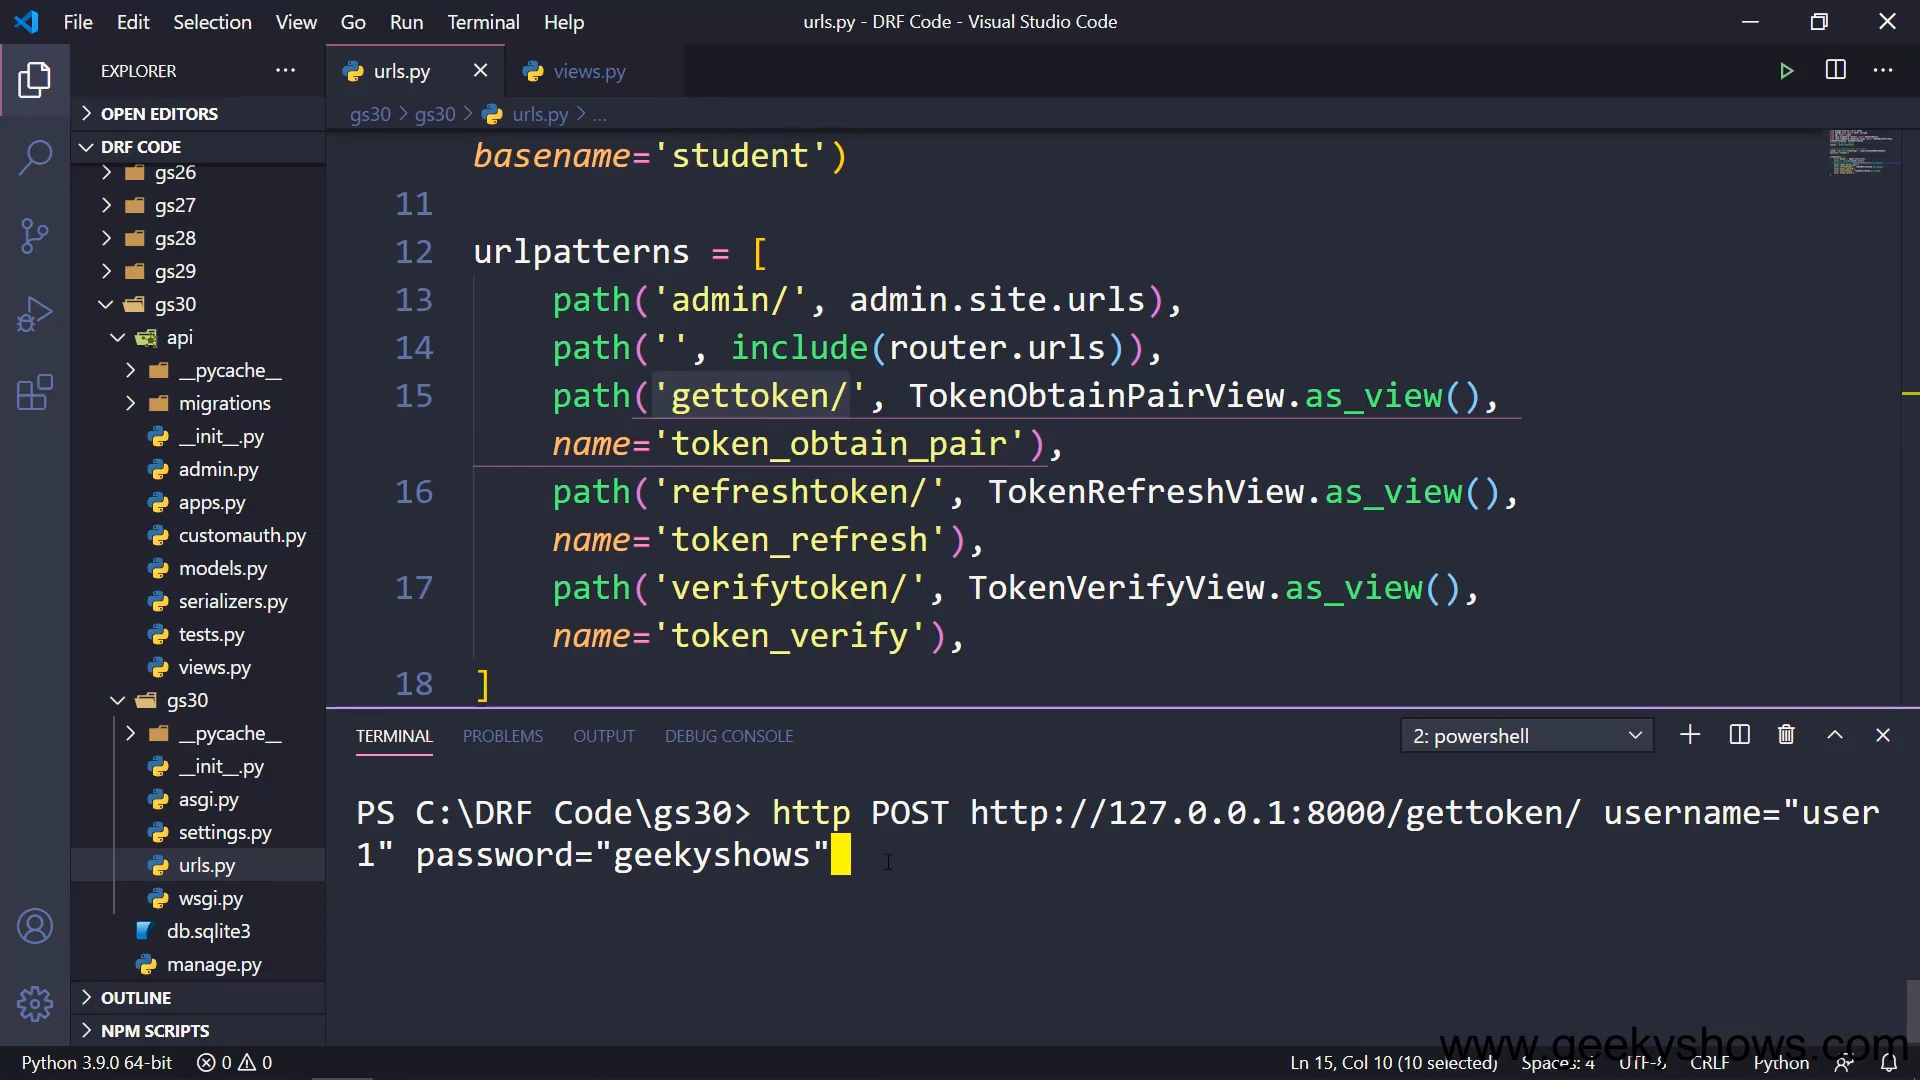 File Edit Selection View Go Run Terminal Help
urls.py - DRF Code - Visual Studio Code
EXPLORER
OPEN EDITORS
DRF CODE
gs26
gs27
gs28
gs29
gs30
api
__pycache__
migrations
__init__.py
admin.py
apps.py
customauth.py
models.py
serializers.py
tests.py
views.py
gs30
__pycache__
__init__.py
asgi.py
settings.py
urls.py
wsgi.py
db.sqlite3
manage.py
OUTLINE
NPM SCRIPTS
urls.py
views.py
gs30 > gs30 > urls.py > ...
basename='student')
11
12 urlpatterns = [
13 path('admin/', admin.site.urls),
14 path('', include(router.urls)),
15 path('gettoken/', TokenObtainPairView.as_view(),
name='token_obtain_pair'),
16 path('refreshtoken/', TokenRefreshView.as_view(),
name='token_refresh'),
17 path('verifytoken/', TokenVerifyView.as_view(),
name='token_verify'),
18 ]
TERMINAL PROBLEMS OUTPUT DEBUG CONSOLE
2: powershell
PS C:\DRF Code\gs30> http POST http://127.0.0.1:8000/gettoken/ username="user
1" password="geekyshows"
www.geekyshows.com
Python 3.9.0 64-bit 0 0
Ln 15, Col 10 (10 selected) Spaces: 4 UTF-8 CRLF Python